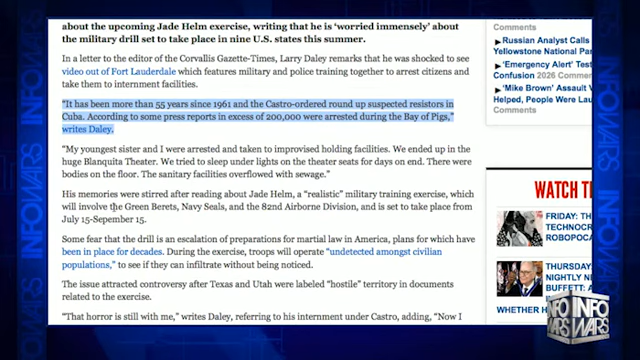 about the upcoming Jade Helm exercise, writing that he is 'worried immensely' about
the military drill set to take place in nine U.S. states this summer.
In a letter to the editor of the Corvallis Gazette-Times, Larry Daley remarks that he was shocked to see
video out of Fort Lauderdale which features military and police training together to arrest citizens and
take them to internment facilities.
"It has been more than 55 years since 1961 and the Castro-ordered round up suspected resistors in
Cuba. According to some press reports in excess of 200,000 were arrested during the Bay of Pigs,"
writes Daley.
"My youngest sister and I were arrested and taken to improvised holding facilities. We ended up in the
huge Blanquita Theater. We tried to sleep under lights on the theater seats for days on end. There were
bodies on the floor. The sanitary facilities overflowed with sewage."
His memories were stirred after reading about Jade Helm, a "realistic" military training exercise, which
will involve the Green Berets, Navy Seals, and the 82nd Airborne Division, and is set to take place from
July 15-Sepember 15.
Some fear that the drill is an escalation of preparations for martial law in America, plans for which have
been in place for decades. During the exercise, troops will operate "undetected amongst civilian
populations," to see if they can infiltrate without being noticed.
The issue attracted controversy after Texas and Utah were labeled "hostile" territory in documents
related to the exercise.
"That horror is still with me," writes Daley, referring to his internment under Castro, adding, "Now I
Comments
Russian Analyst Calls
Yellowstone National Par
'Emergency Alert' Test
Confusion 2026 Commen
'Mike Brown' Assault V
Helped, People Were Lau
Comments
WATCH T
FRIDAY: T
TECHNOCR
ROBOPOCA
THURSDAY
NIGHTLY NE
BUFFETT: A
WHETHER H
INFOWARS
INFOWARS
INFO
WARS
INFO
WARS